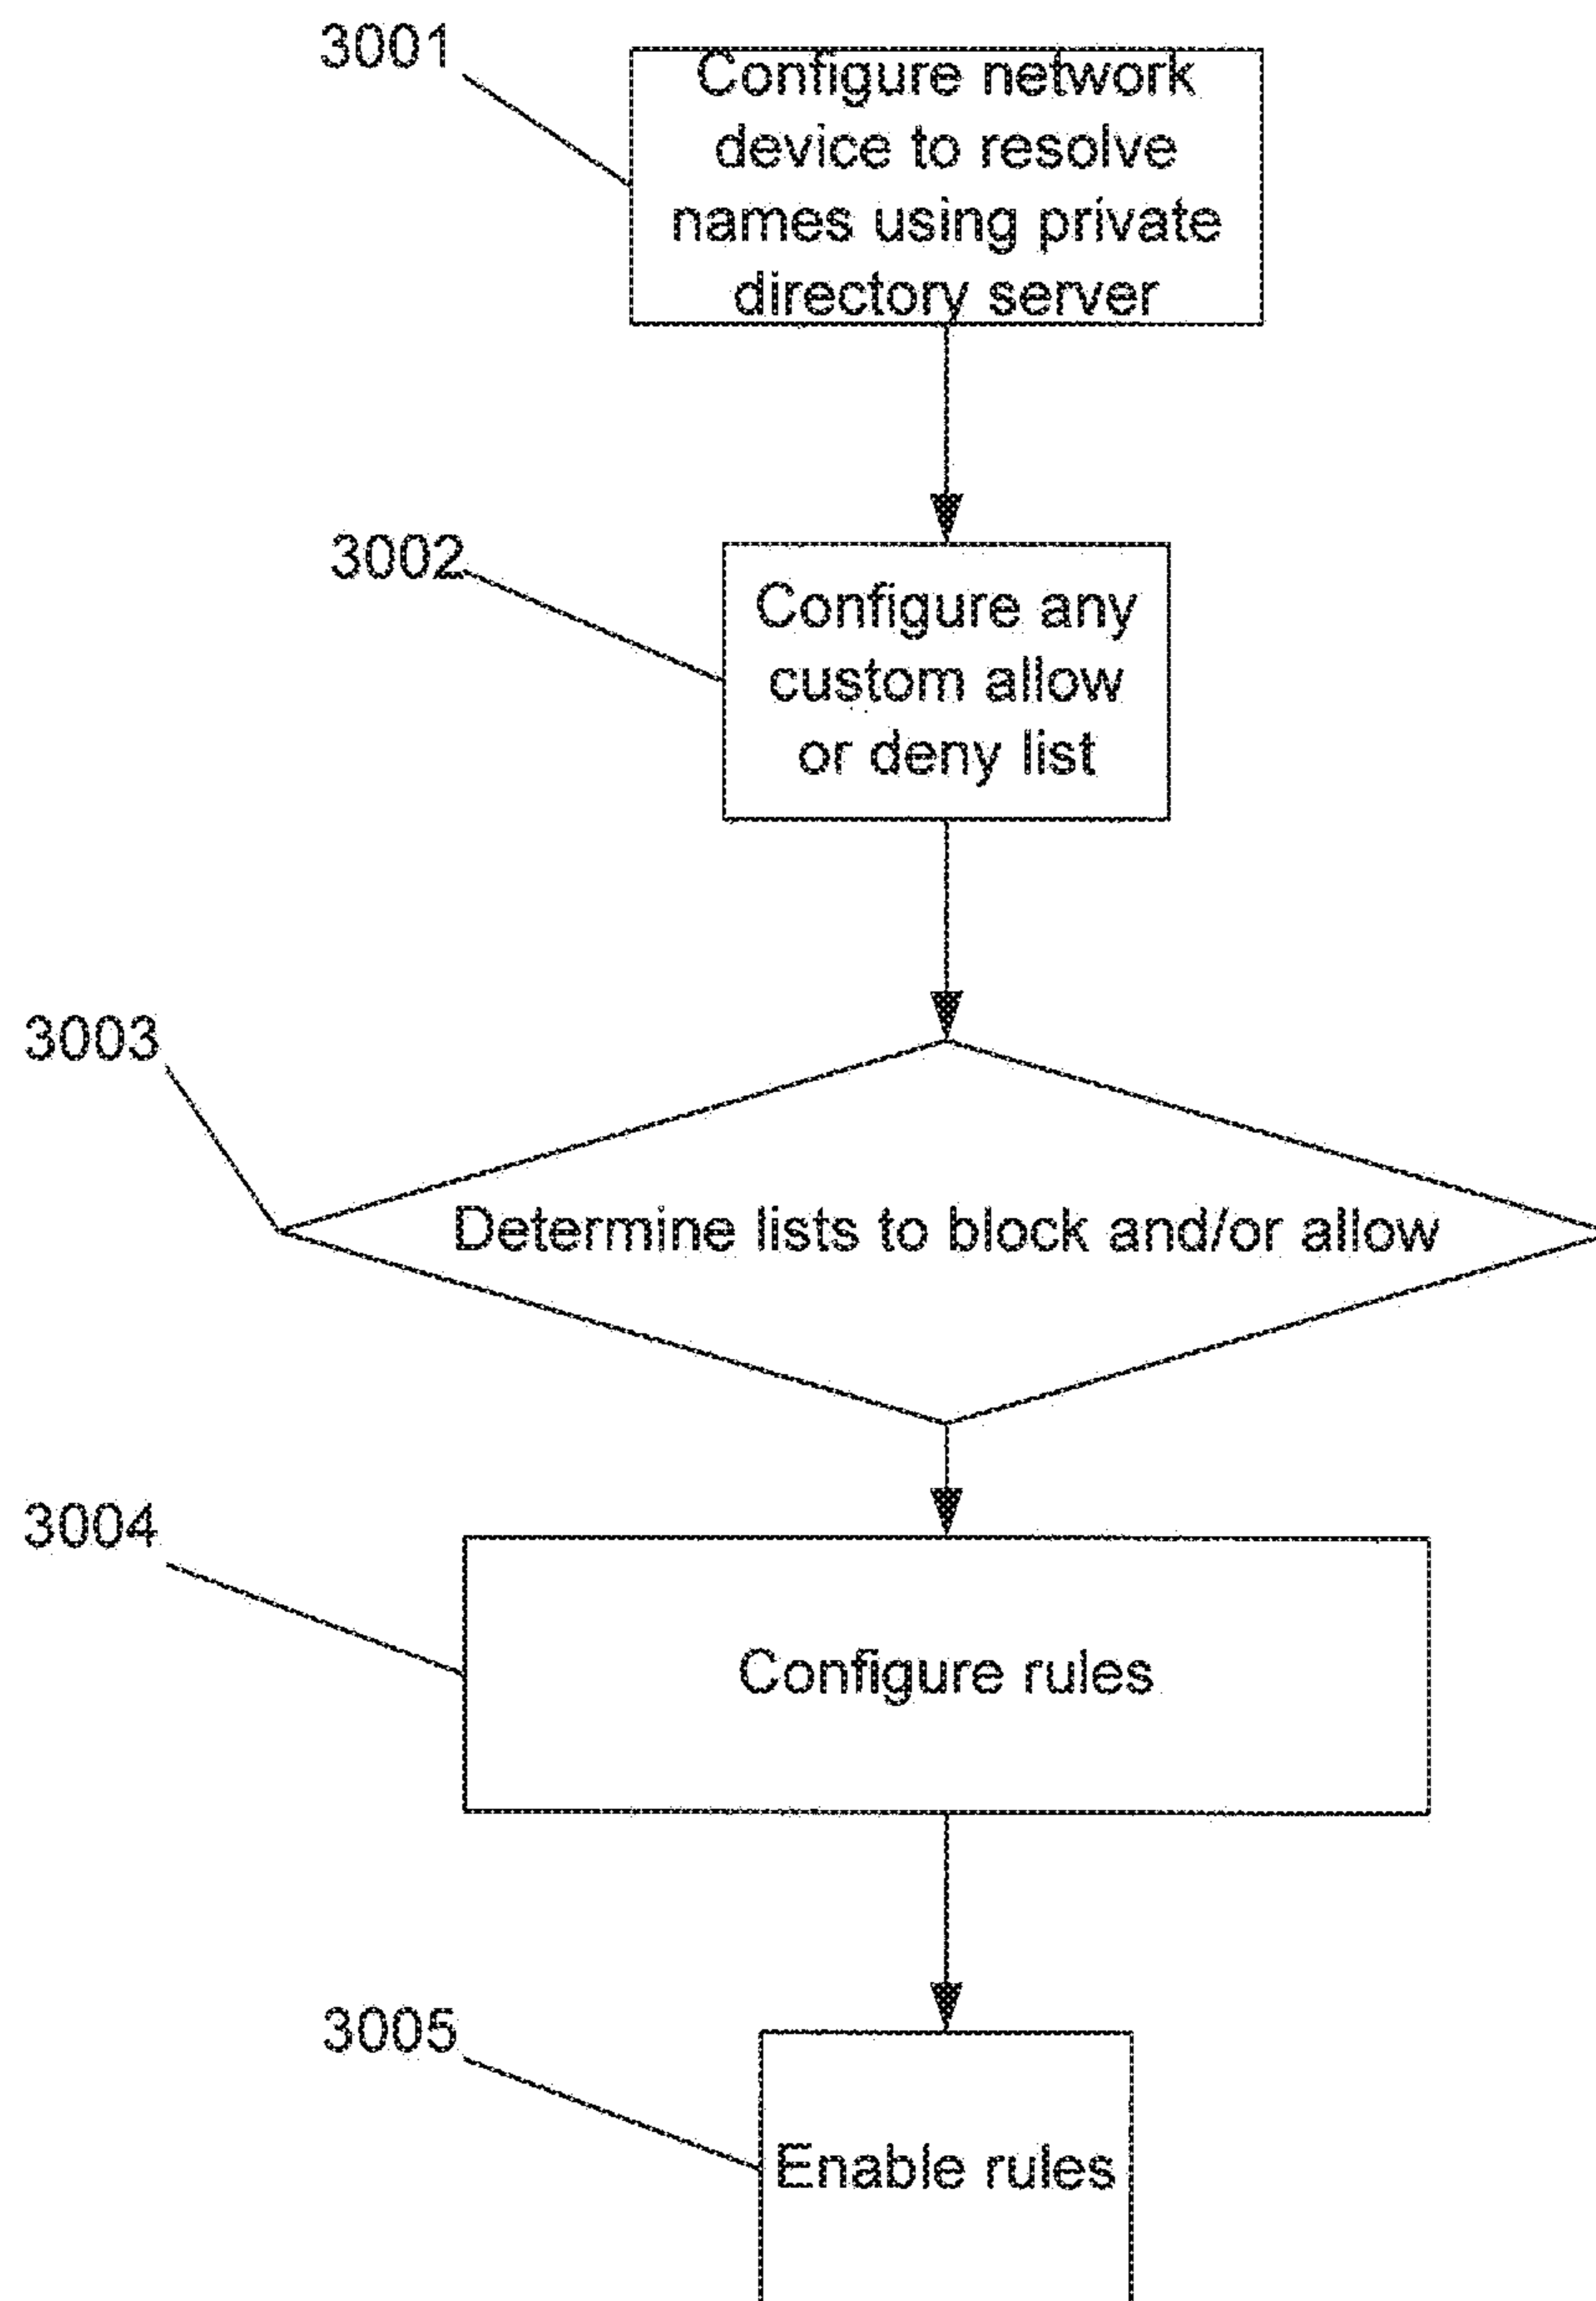 3001
Configure network
device to resolve
names using private
directory server
3002
Configure any
custom allow
or deny list
3003
Determine lists to block and/or allow
3004
Configure rules
3005
Enable rules